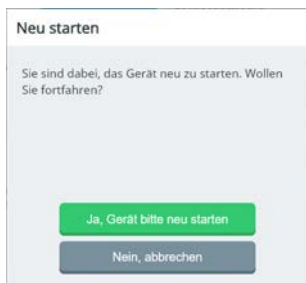 Neu starten
Sie sind dabei, das Gerät neu zu starten. Wollen
Sie fortfahren?
Ja, Gerät bitte neu starten
Nein, abbrechen